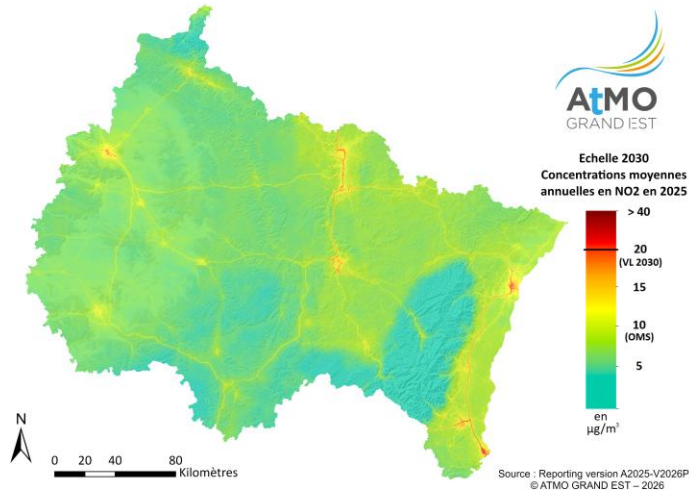 AtMO
GRAND EST
Echelle 2030
Concentrations moyennes
annuelles en NO2 en 2025
> 40
20
(VL 2030)
15
10
(OMS)
5
en
µg/m³
N
0 20 40 80
Kilomètres
Source : Reporting version A2025-V2026P
© ATMO GRAND EST – 2026